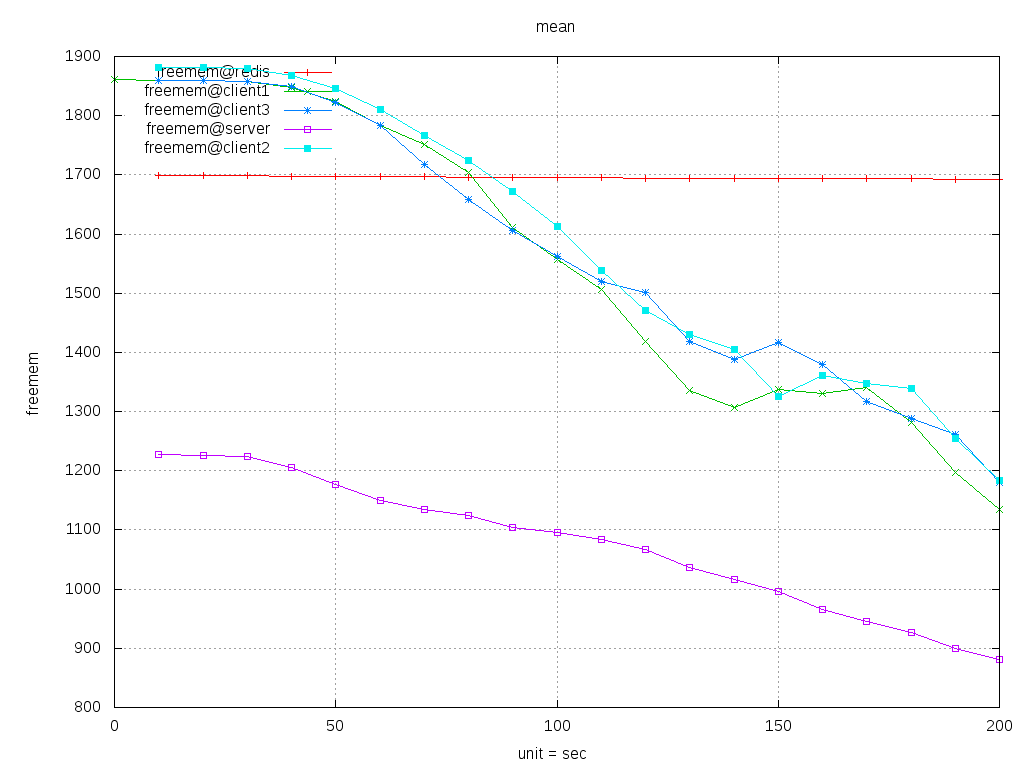 mean
1900
1800
1700
1600
1500
1400
1300
1200
1100
1000
900
800
freemem
freemem@redis
freemem@client1
freemem@client3
freemem@server
freemem@client2
0 50 100 150 200
unit = sec